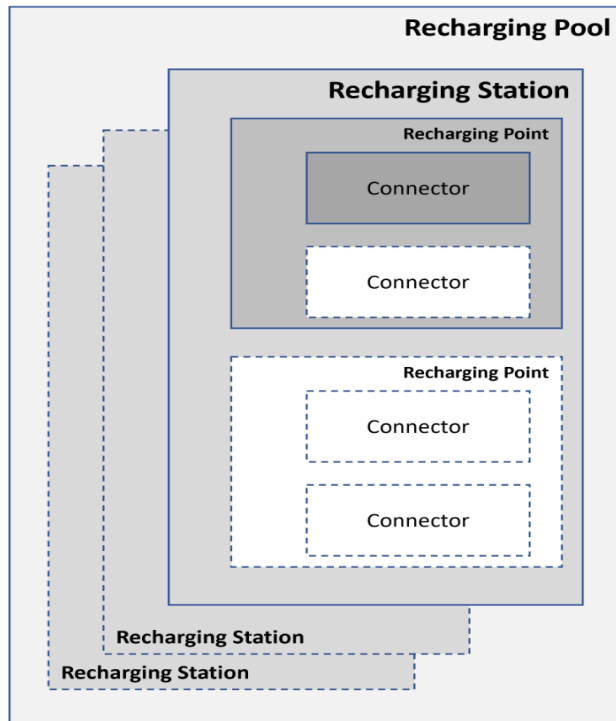 Recharging Pool
Recharging Station
Recharging Point
Connector
Connector
Recharging Point
Connector
Connector
Recharging Station
Recharging Station